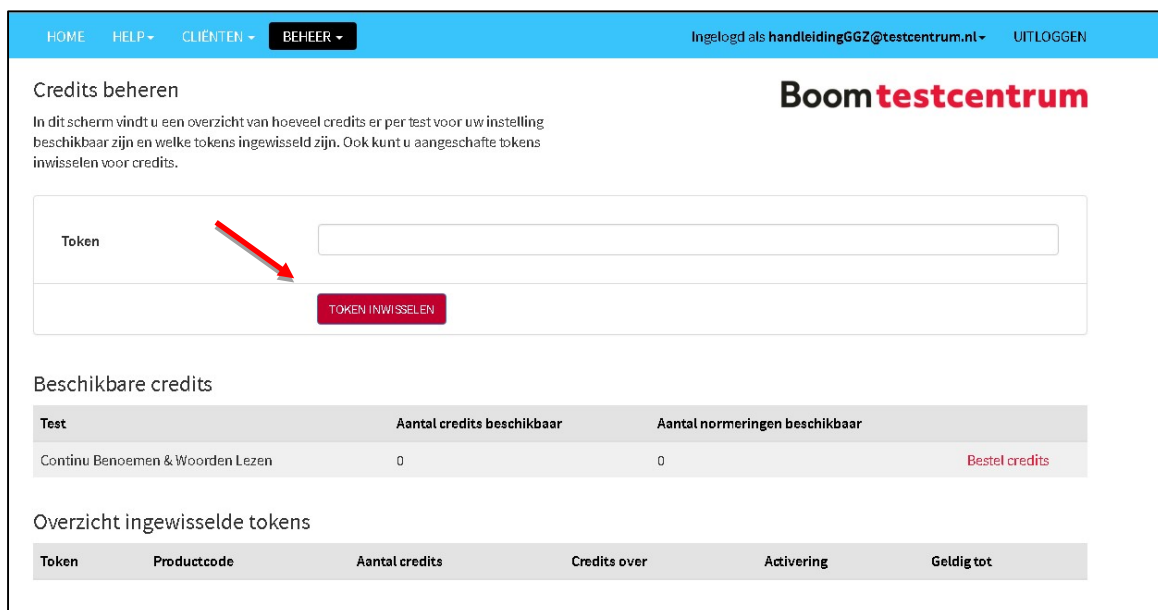 HOME HELP CLIËNTEN BEHEER Ingelogd als handleidingGGZ@testcentrum.nl UITLOGGEN
Credits beheren
Boom testcentrum
In dit scherm vindt u een overzicht van hoeveel credits er per test voor uw instelling
beschikbaar zijn en welke tokens ingewisseld zijn. Ook kunt u aangeschafte tokens
inwisselen voor credits.
Token
TOKEN INWISSELEN
Beschikbare credits
Test Aantal credits beschikbaar Aantal normeringen beschikbaar
Continu Benoemen & Woorden Lezen 0 0 Bestel credits
Overzicht ingewisselde tokens
Token Productcode Aantal credits Credits over Activering Geldig tot